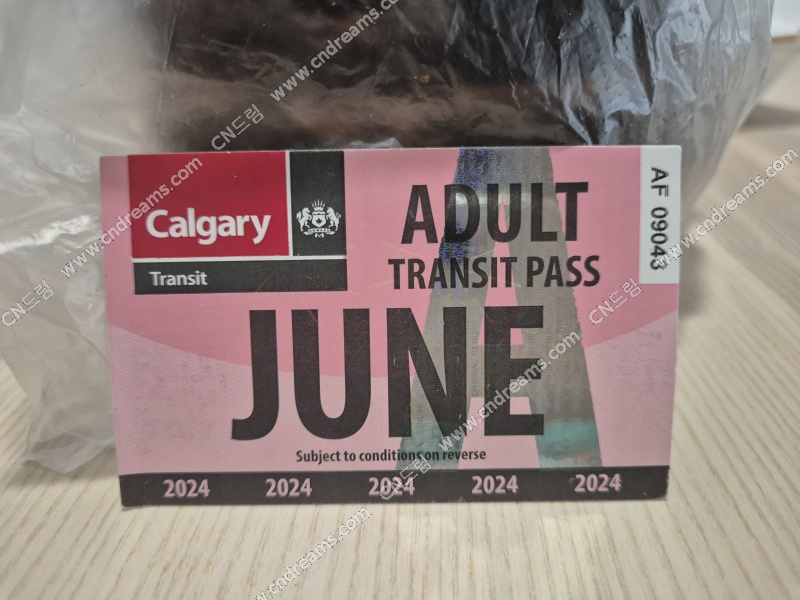 Calgary
Transit
ADULT
TRANSIT PASS
AF 09043
JUNE
Subject to conditions on reverse
2024 2024 2024 2024 2024
CN드림 www.cndreams.com